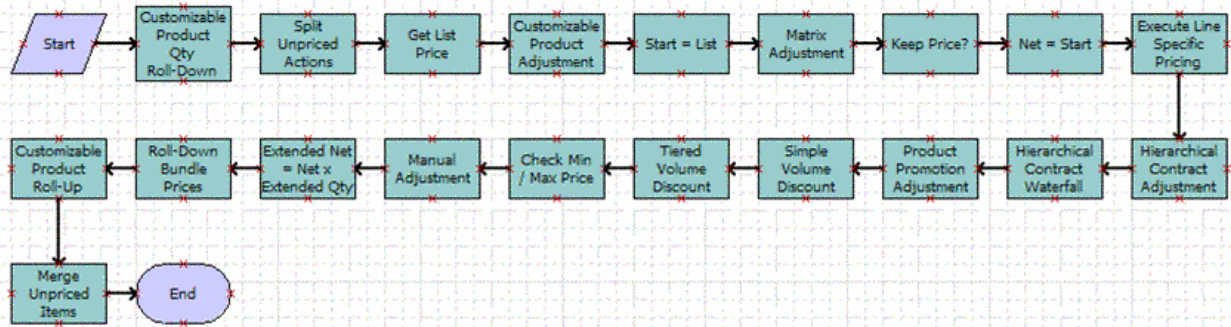 Start
Customizable
Product
Qty
Roll-Down
Split
Unpriced
Actions
Get List
Price
Customizable
Product
Adjustment
Start = List
Matrix
Adjustment
Keep Price?
Net = Start
Execute Line
Specific
Pricing
Customizable
Product
Roll-Up
Roll-Down
Bundle
Prices
Extended Net
= Net x
Extended Qty
Manual
Adjustment
Check Min
/ Max Price
Tiered
Volume
Discount
Simple
Volume
Discount
Product
Promotion
Adjustment
Hierarchical
Contract
Waterfall
Hierarchical
Contract
Adjustment
Merge
Unpriced
Items
End